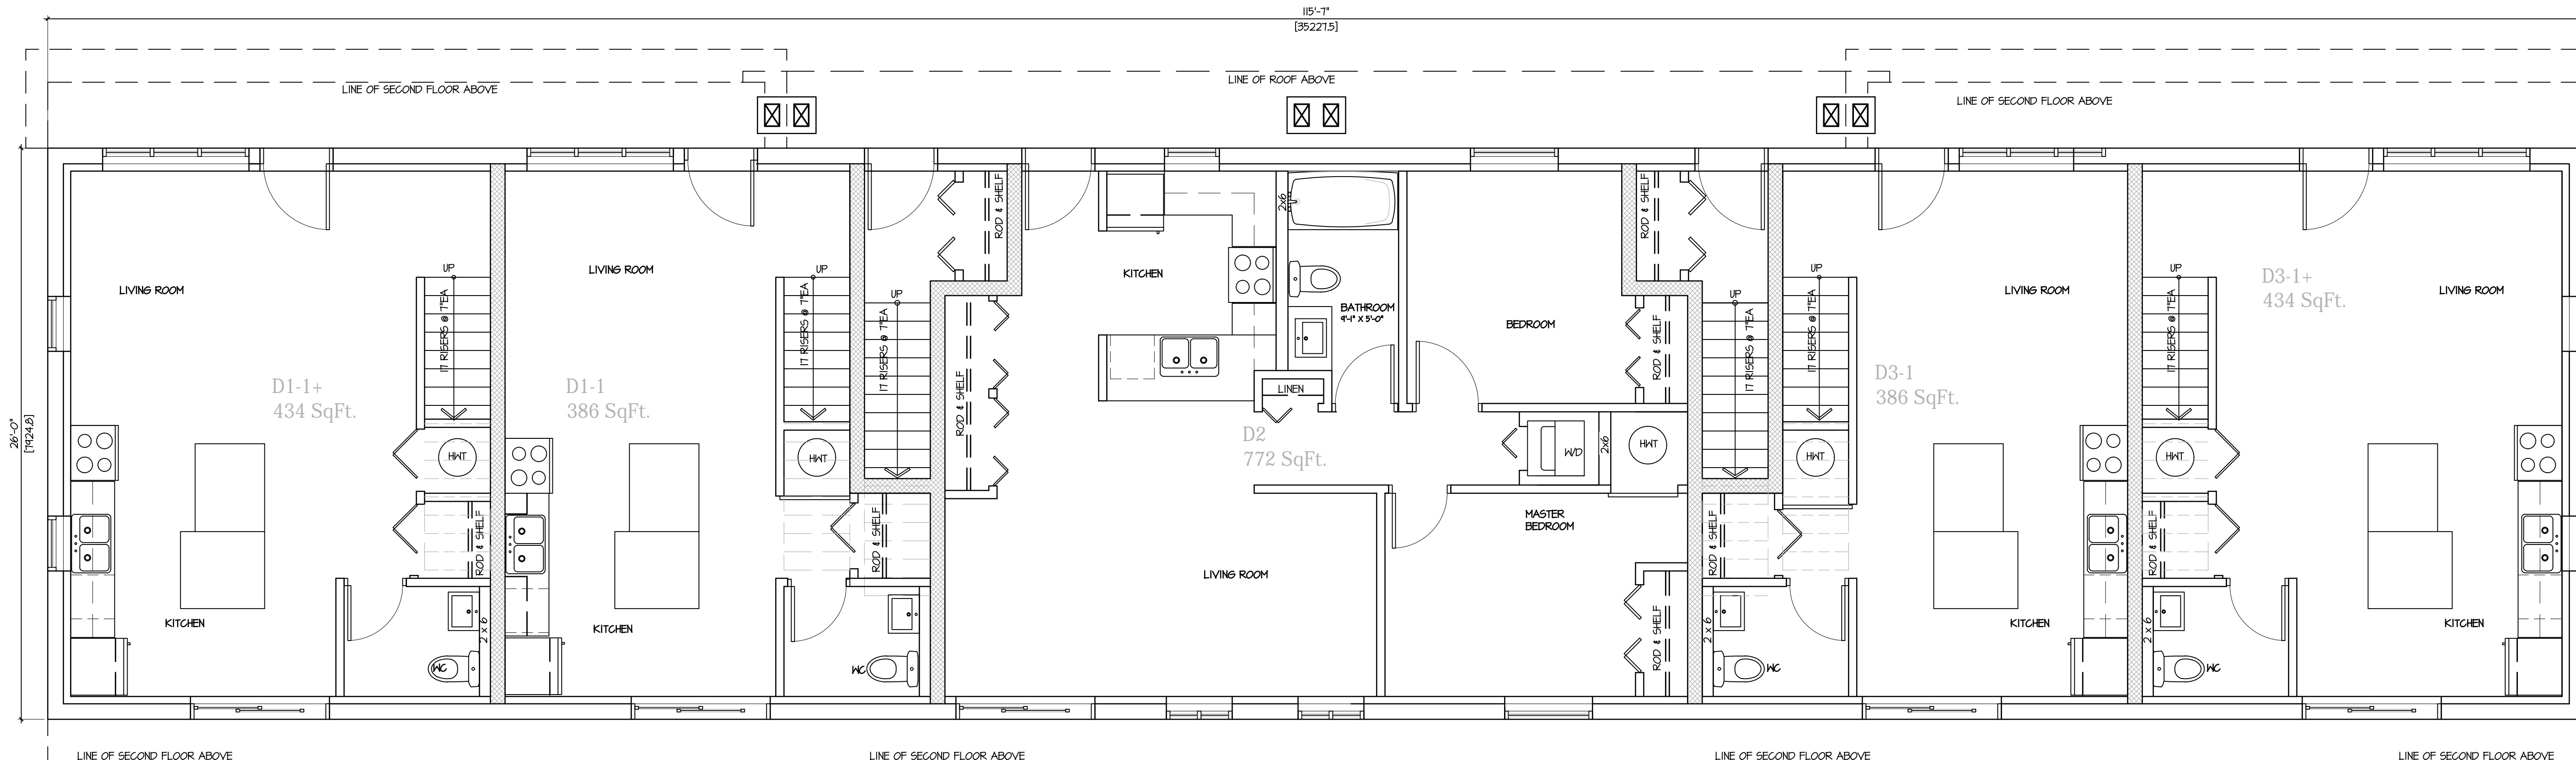 115'-7"
[35227.5]
LINE OF SECOND FLOOR ABOVE
LINE OF ROOF ABOVE
LINE OF SECOND FLOOR ABOVE
26'-0"
[7924.8]
LIVING ROOM
UP
17 RISERS @ 7"EA
D1-1+
434 SqFt.
HWT
ROD & SHELF
KITCHEN
2 x 6
WC
LIVING ROOM
UP
17 RISERS @ 7"EA
D1-1
386 SqFt.
HWT
ROD & SHELF
KITCHEN
WC
UP
17 RISERS @ 7"EA
ROD & SHELF
ROD & SHELF
KITCHEN
2x6
BATHROOM
9'-1" X 5'-0"
LINEN
BEDROOM
ROD & SHELF
ROD & SHELF
D2
772 SqFt.
W/D
2x6
HWT
MASTER
BEDROOM
LIVING ROOM
ROD & SHELF
UP
17 RISERS @ 7"EA
UP
17 RISERS @ 7"EA
LIVING ROOM
D3-1
386 SqFt.
HWT
ROD & SHELF
2 x 6
WC
KITCHEN
UP
17 RISERS @ 7"EA
D3-1+
434 SqFt.
LIVING ROOM
HWT
ROD & SHELF
2 x 6
WC
KITCHEN
LINE OF SECOND FLOOR ABOVE
LINE OF SECOND FLOOR ABOVE
LINE OF SECOND FLOOR ABOVE
LINE OF SECOND FLOOR ABOVE